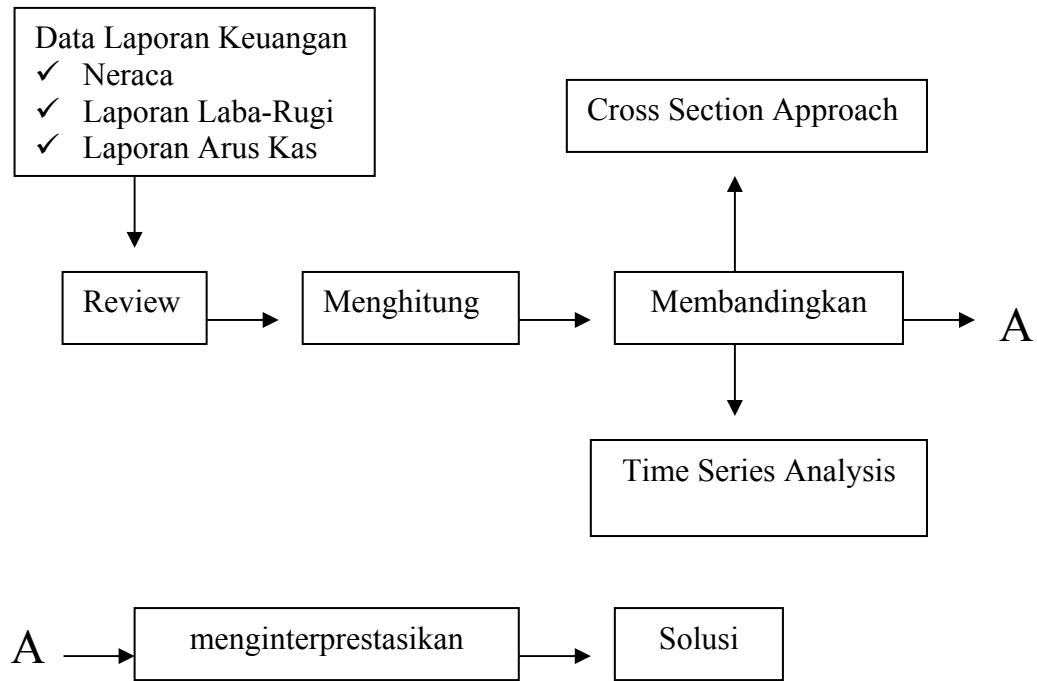 Data Laporan Keuangan
✓ Neraca
✓ Laporan Laba-Rugi
✓ Laporan Arus Kas
Cross Section Approach
Review
Menghitung
Membandingkan
A
Time Series Analysis
A
menginterprestasikan
Solusi